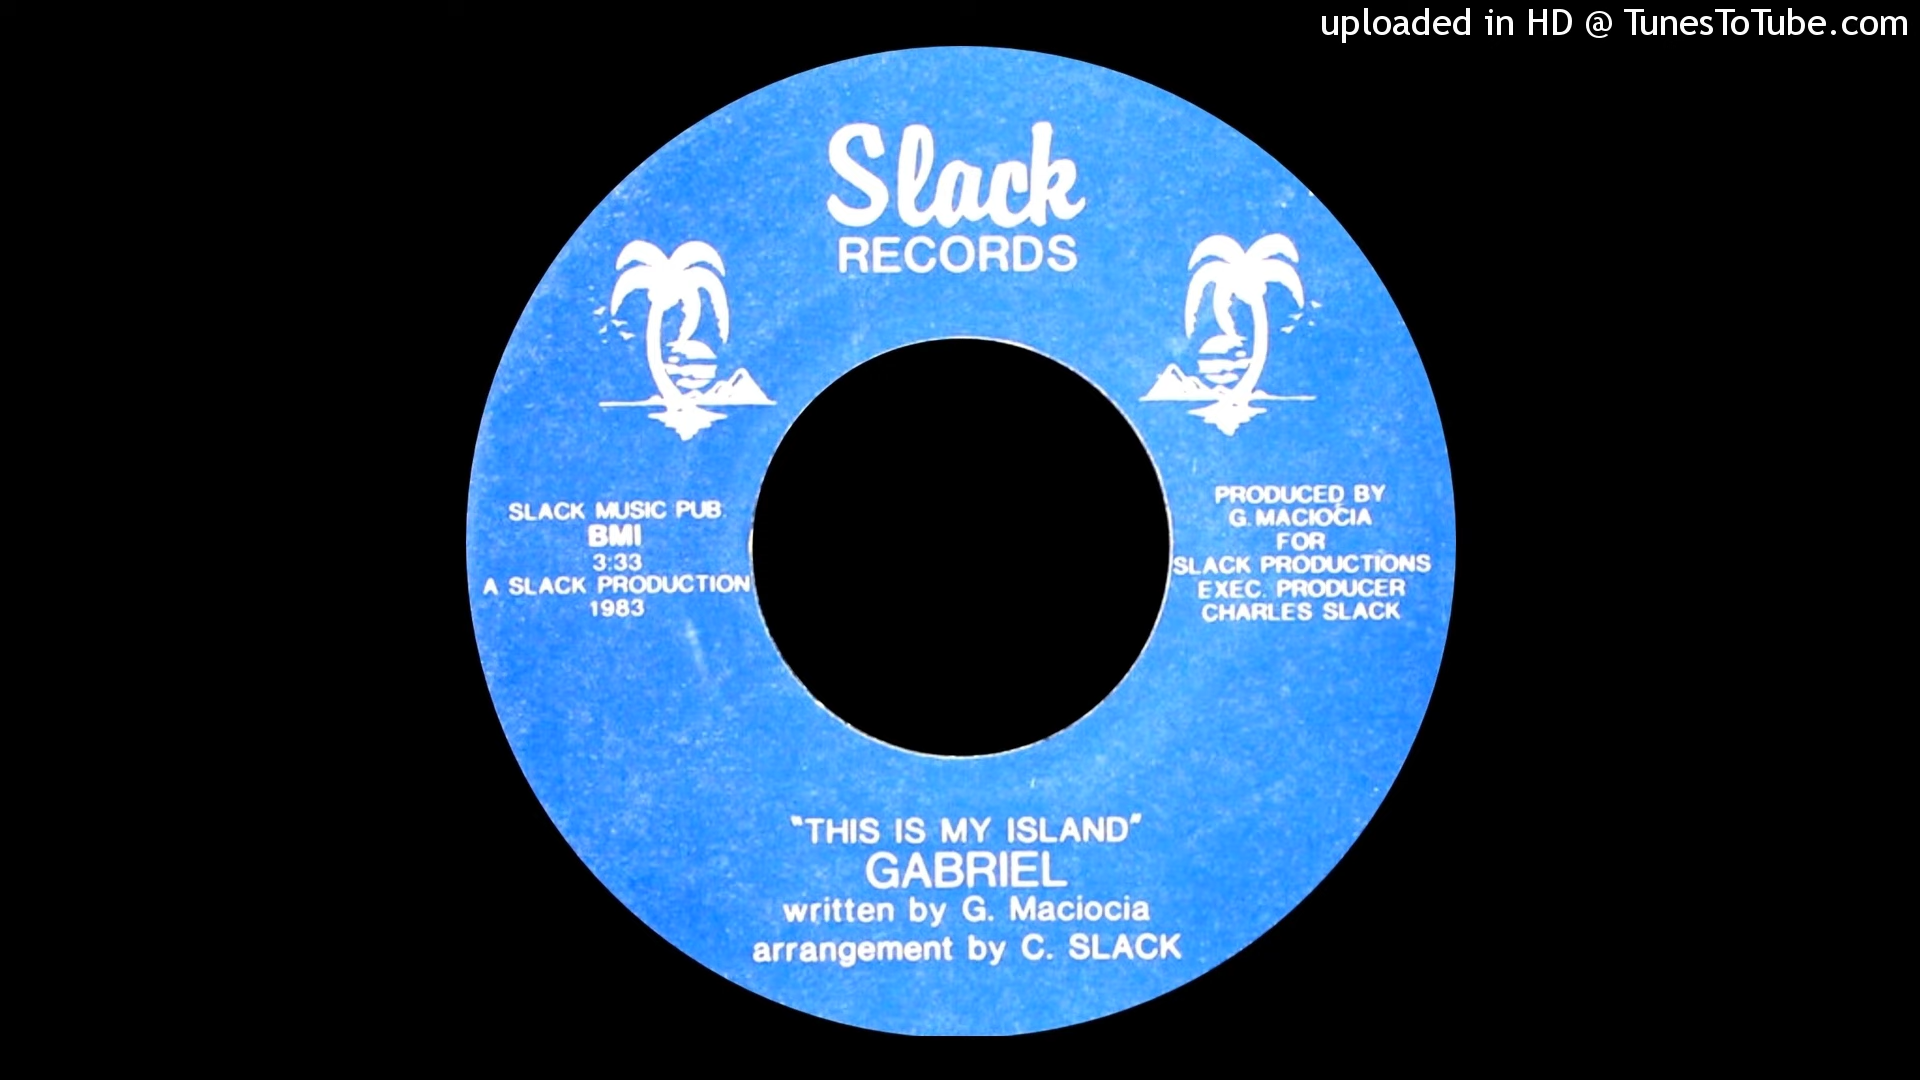 uploaded in HD @ TunesToTube.com
Slack
RECORDS
SLACK MUSIC PUB.
BMI
3:33
A SLACK PRODUCTION
1983
PRODUCED BY
G. MACIOCIA
FOR
SLACK PRODUCTIONS
EXEC. PRODUCER
CHARLES SLACK
"THIS IS MY ISLAND"
GABRIEL
written by G. Maciocia
arrangement by C. SLACK